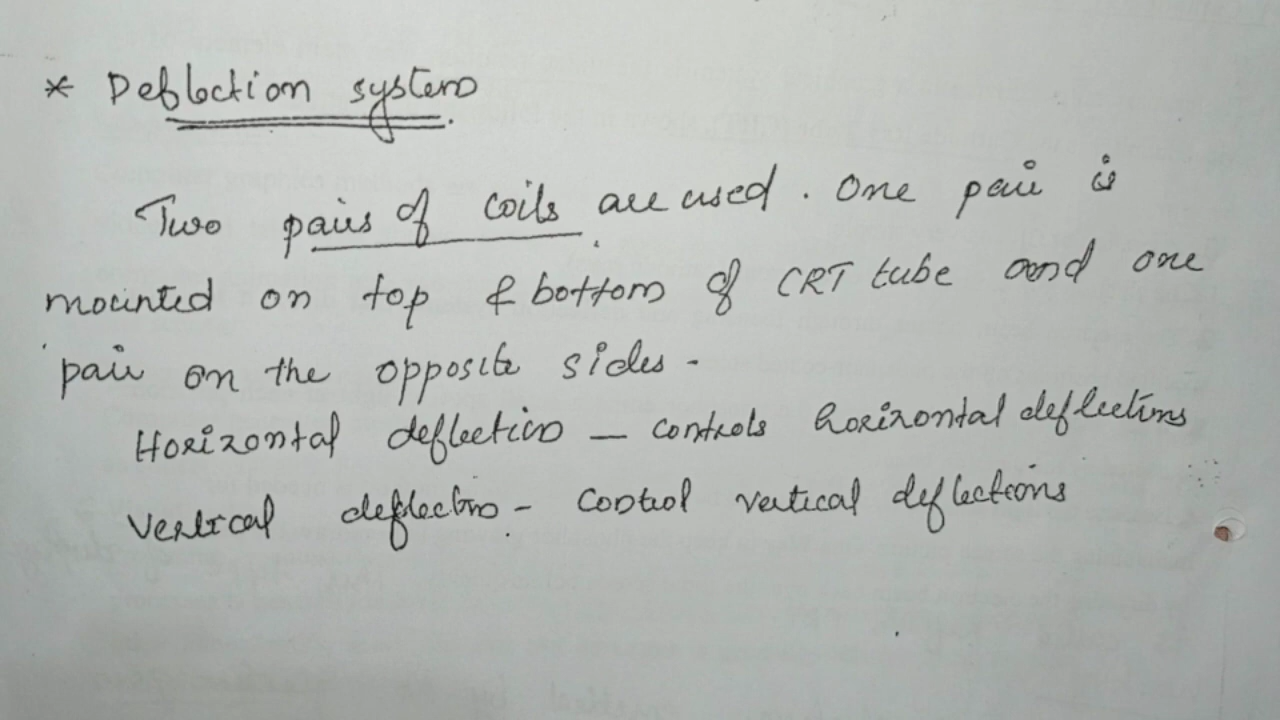 * Deflection system
Two pairs of coils are used. One pair is
mounted on top & bottom of CRT tube and one
pair on the opposite sides.
Horizontal deflection – controls horizontal deflections
Vertical deflection - control vertical deflections